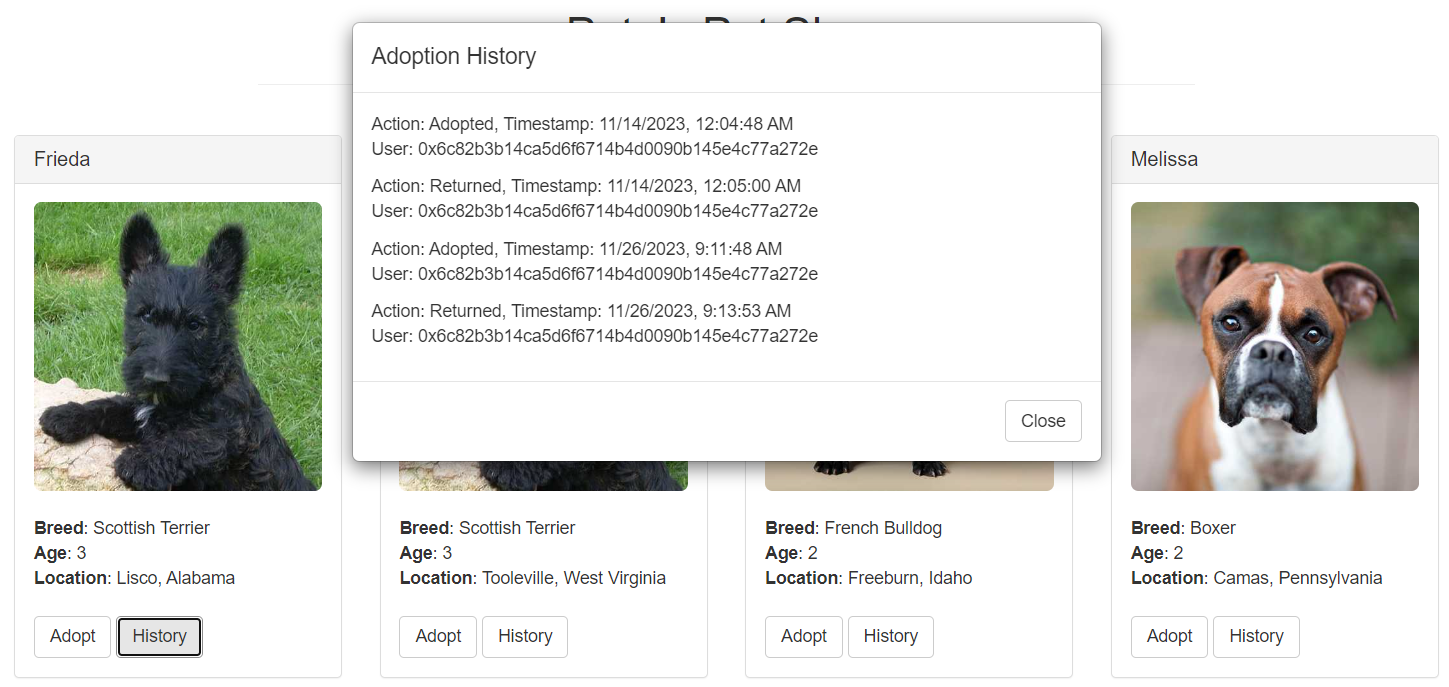 Adoption History
Action: Adopted, Timestamp: 11/14/2023, 12:04:48 AM
User: 0x6c82b3b14ca5d6f6714b4d0090b145e4c77a272e
Action: Returned, Timestamp: 11/14/2023, 12:05:00 AM
User: 0x6c82b3b14ca5d6f6714b4d0090b145e4c77a272e
Action: Adopted, Timestamp: 11/26/2023, 9:11:48 AM
User: 0x6c82b3b14ca5d6f6714b4d0090b145e4c77a272e
Action: Returned, Timestamp: 11/26/2023, 9:13:53 AM
User: 0x6c82b3b14ca5d6f6714b4d0090b145e4c77a272e
Close
Frieda
Breed: Scottish Terrier
Age: 3
Location: Lisco, Alabama
Adopt
History
Breed: Scottish Terrier
Age: 3
Location: Tooleville, West Virginia
Adopt
History
Breed: French Bulldog
Age: 2
Location: Freeburn, Idaho
Adopt
History
Melissa
Breed: Boxer
Age: 2
Location: Camas, Pennsylvania
Adopt
History